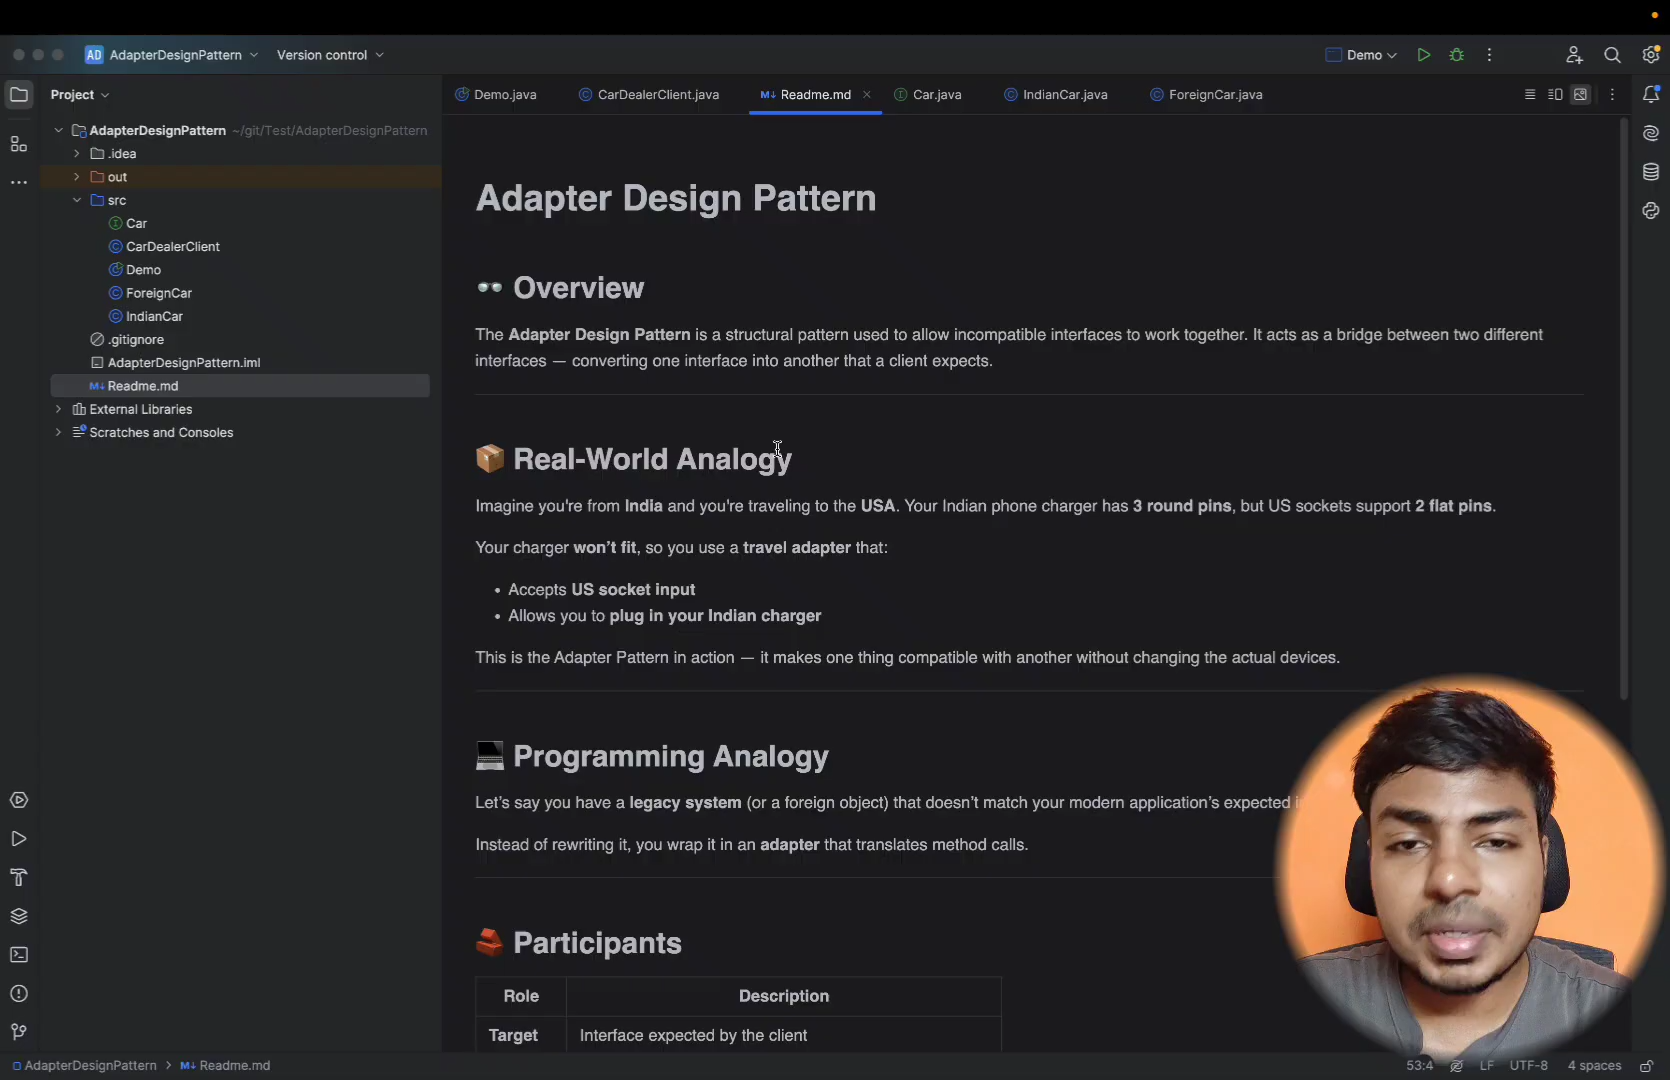 AD AdapterDesignPattern Version control Demo
Project
Demo.java CarDealerClient.java M↓ Readme.md Car.java IndianCar.java ForeignCar.java
AdapterDesignPattern ~/git/Test/AdapterDesignPattern
.idea
out
src
Car
CarDealerClient
Demo
ForeignCar
IndianCar
.gitignore
AdapterDesignPattern.iml
M↓ Readme.md
External Libraries
Scratches and Consoles
Adapter Design Pattern
Overview
The Adapter Design Pattern is a structural pattern used to allow incompatible interfaces to work together. It acts as a bridge between two different
interfaces — converting one interface into another that a client expects.
Real-World Analogy
Imagine you're from India and you're traveling to the USA. Your Indian phone charger has 3 round pins, but US sockets support 2 flat pins.
Your charger won’t fit, so you use a travel adapter that:
• Accepts US socket input
• Allows you to plug in your Indian charger
This is the Adapter Pattern in action — it makes one thing compatible with another without changing the actual devices.
Programming Analogy
Let’s say you have a legacy system (or a foreign object) that doesn’t match your modern application’s expected
Instead of rewriting it, you wrap it in an adapter that translates method calls.
Participants
Role Description
Target Interface expected by the client
AdapterDesignPattern > M↓ Readme.md
53:4 LF UTF-8 4 spaces